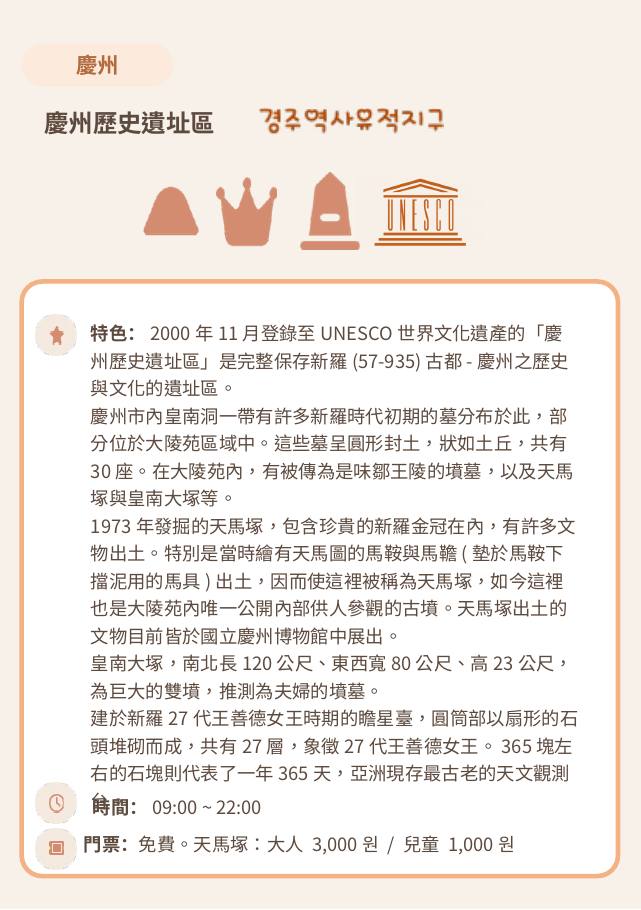 慶州
慶州歷史遺址區 경주역사유적지구
UNESCO
特色： 2000 年 11 月登錄至 UNESCO 世界文化遺產的「慶
州歷史遺址區」是完整保存新羅 (57-935) 古都 - 慶州之歷史
與文化的遺址區。
慶州市內皇南洞一帶有許多新羅時代初期的墓分布於此，部
分位於大陵苑區域中。這些墓呈圓形封土，狀如土丘，共有
30 座。在大陵苑內，有被傳為是味鄒王陵的墳墓，以及天馬
塚與皇南大塚等。
1973 年發掘的天馬塚，包含珍貴的新羅金冠在內，有許多文
物出土。特別是當時繪有天馬圖的馬鞍與馬韂 ( 墊於馬鞍下
擋泥用的馬具 ) 出土，因而使這裡被稱為天馬塚，如今這裡
也是大陵苑內唯一公開內部供人參觀的古墳。天馬塚出土的
文物目前皆於國立慶州博物館中展出。
皇南大塚，南北長 120 公尺、東西寬 80 公尺、高 23 公尺，
為巨大的雙墳，推測為夫婦的墳墓。
建於新羅 27 代王善德女王時期的瞻星臺，圓筒部以扇形的石
頭堆砌而成，共有 27 層，象徵 27 代王善德女王。 365 塊左
右的石塊則代表了一年 365 天，亞洲現存最古老的天文觀測
時間： 09:00 ~ 22:00
門票：免費。天馬塚：大人 3,000 원 / 兒童 1,000 원